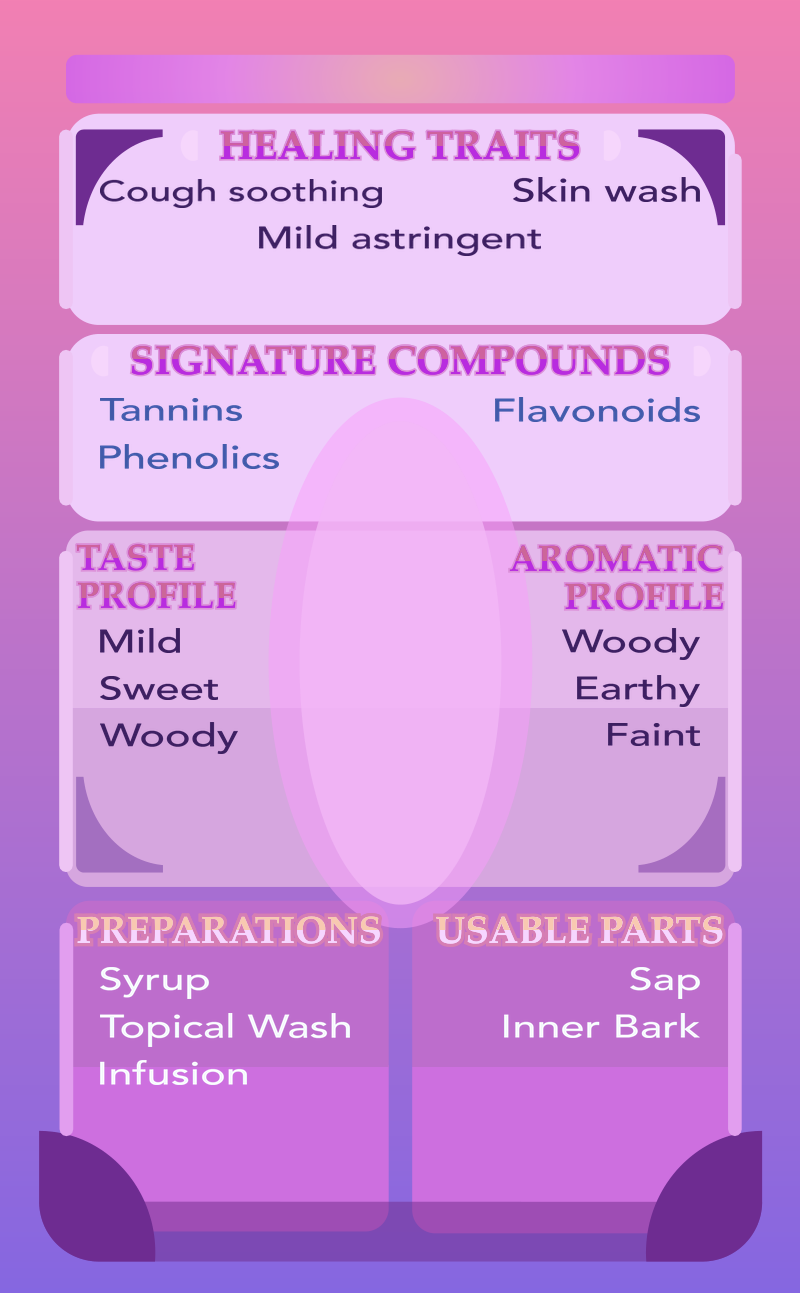 HEALING TRAITS
Cough soothing Skin wash
Mild astringent
SIGNATURE COMPOUNDS
Tannins Flavonoids
Phenolics
TASTE
PROFILE
Mild
Sweet
Woody
AROMATIC
PROFILE
Woody
Earthy
Faint
PREPARATIONS
Syrup
Topical Wash
Infusion
USABLE PARTS
Sap
Inner Bark